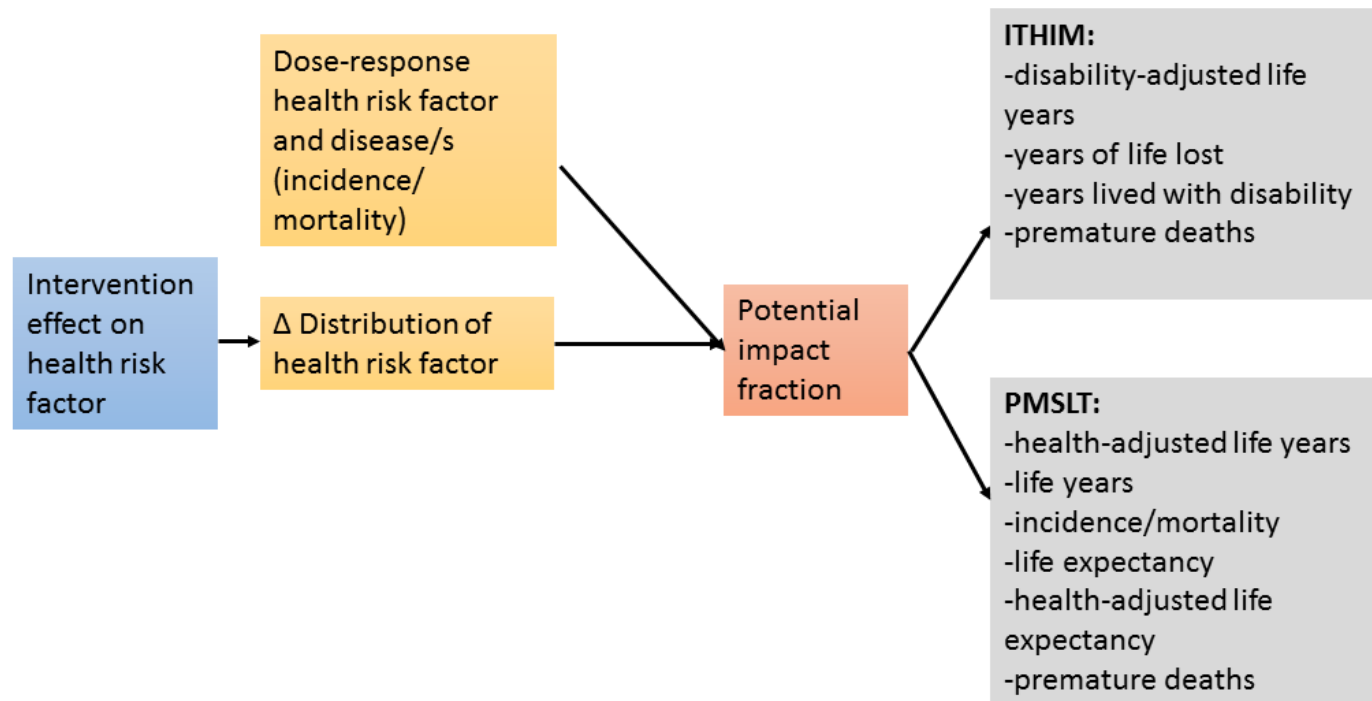 Intervention
effect on
health risk
factor
Dose-response
health risk factor
and disease/s
(incidence/
mortality)
Δ Distribution of
health risk factor
Potential
impact
fraction
ITHIM:
-disability-adjusted life
years
-years of life lost
-years lived with disability
-premature deaths
PMSLT:
-health-adjusted life years
-life years
-incidence/mortality
-life expectancy
-health-adjusted life
expectancy
-premature deaths